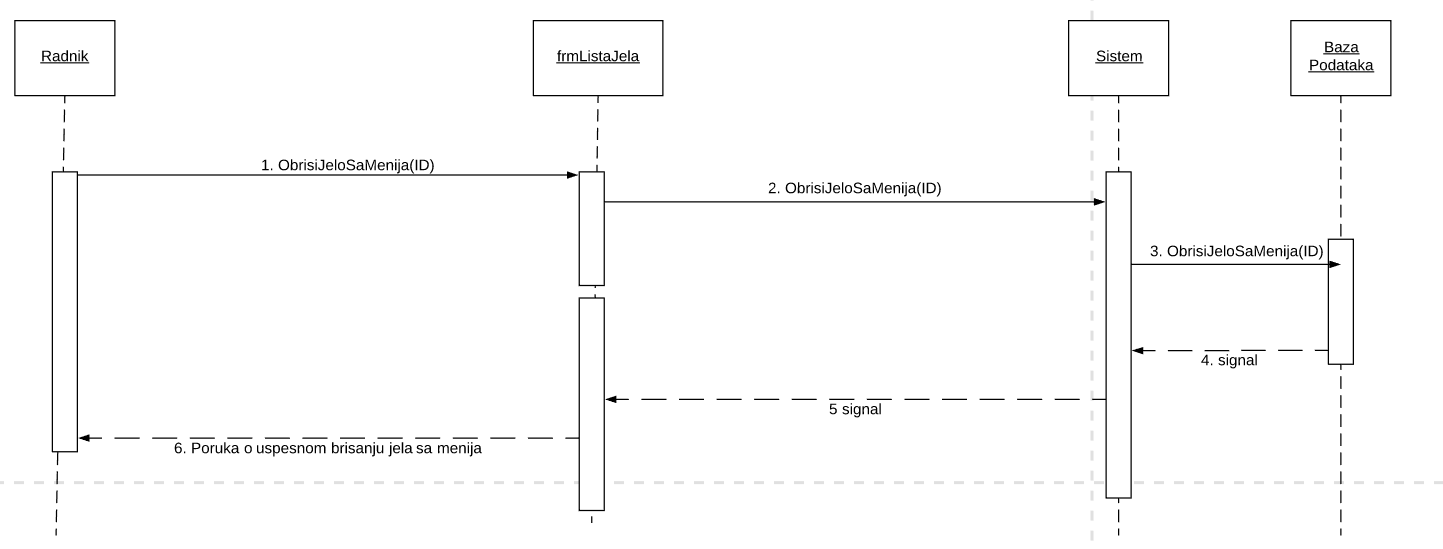 Radnik
frmListaJela
Sistem
Baza
Podataka
1. ObrisiJeloSaMenija(ID)
2. ObrisiJeloSaMenija(ID)
3. ObrisiJeloSaMenija(ID)
4. signal
5 signal
6. Poruka o uspesnom brisanju jela sa menija